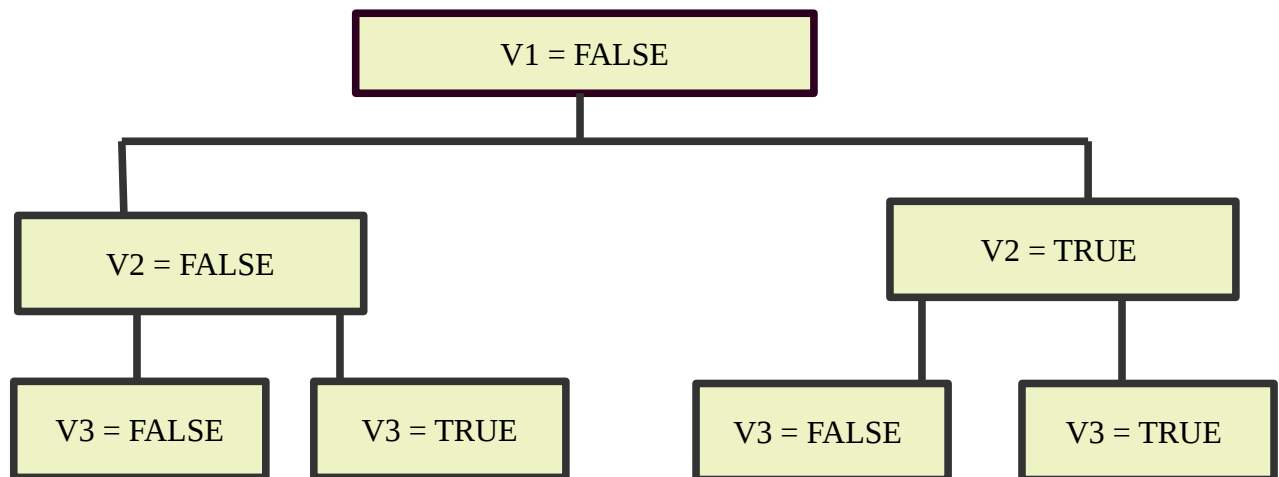 V1 = FALSE
V2 = FALSE
V2 = TRUE
V3 = FALSE
V3 = TRUE
V3 = FALSE
V3 = TRUE